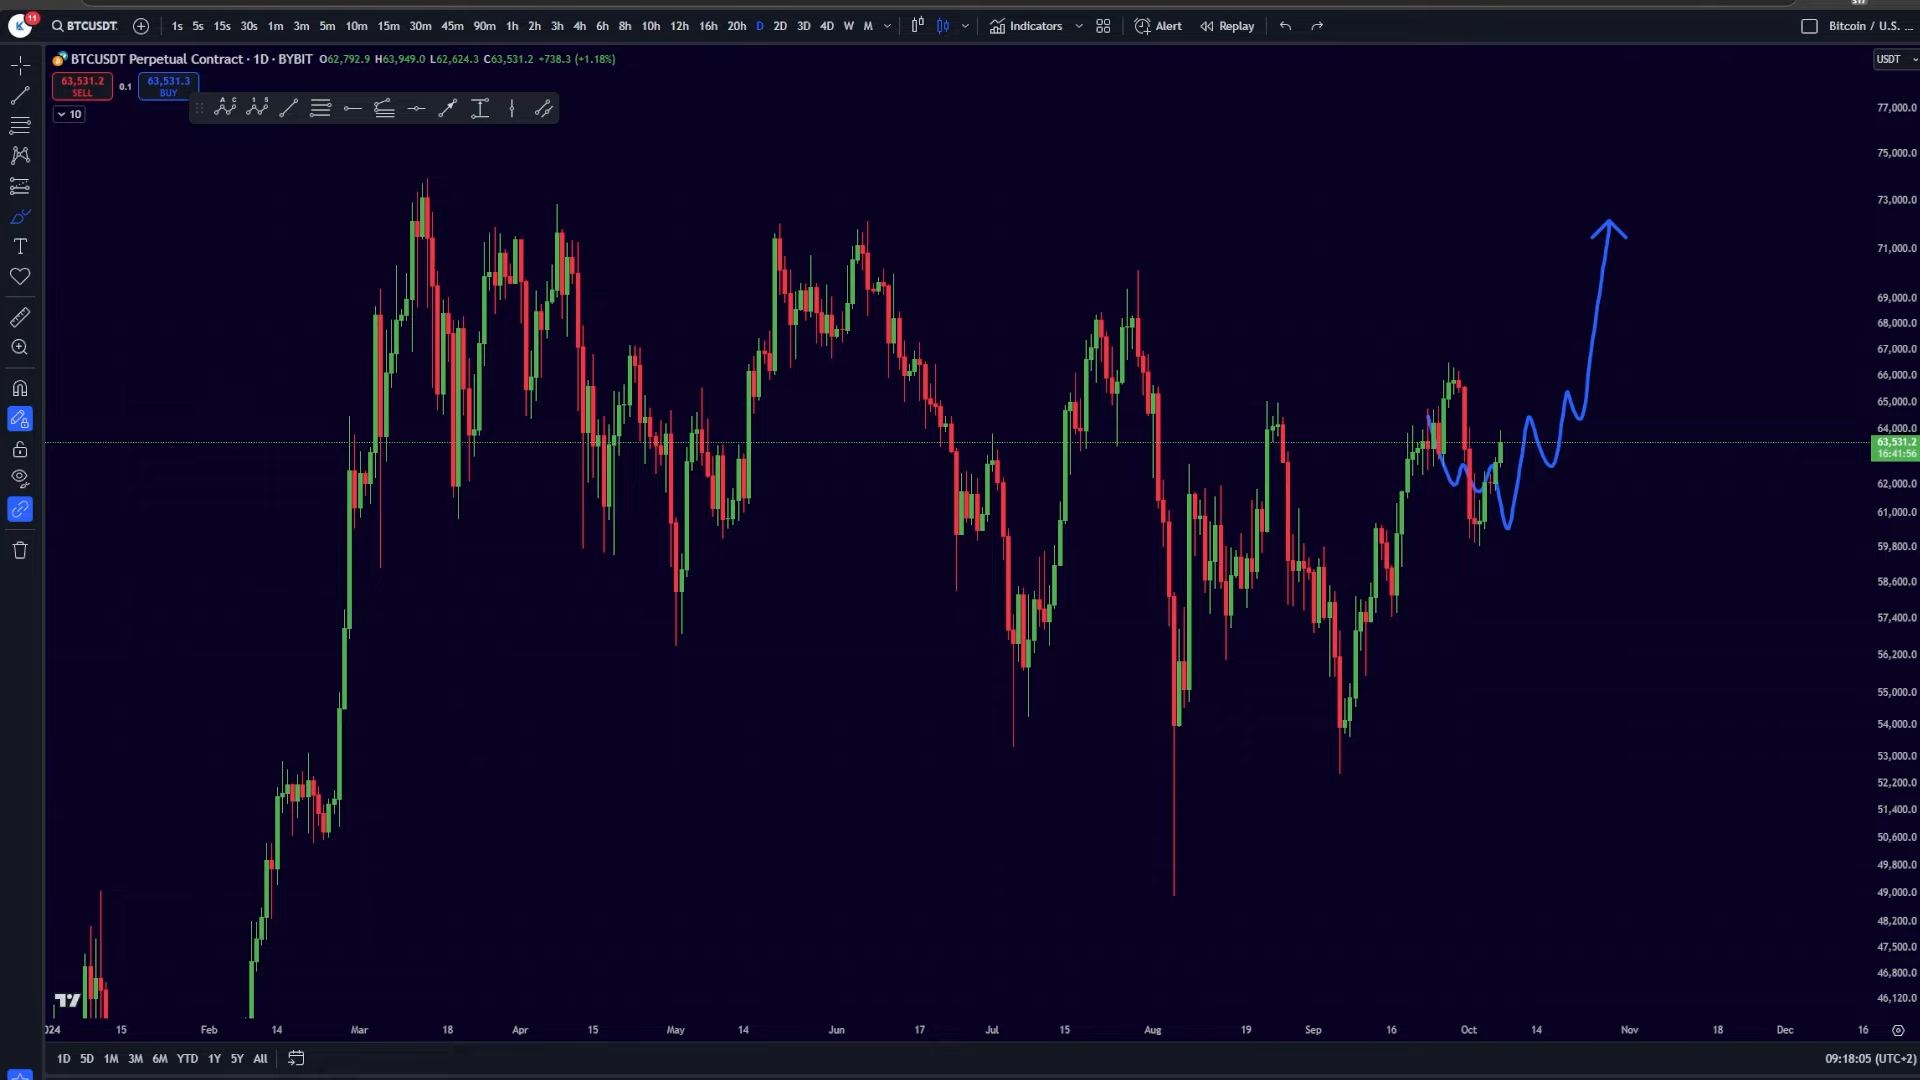 11
BTCUSDT.
1s 5s 15s 30s 1m 3m 5m 10m 15m 30m 45m 90m 1h 2h 3h 4h 6h 8h 10h 12h 16h 20h D 2D 3D 4D W M
Indicators
Alert
Replay
Bitcoin / U.S. ...
BTCUSDT Perpetual Contract · 1D · BYBIT O62,792.9 H63,949.0 L62,624.3 C63,531.2 +738.3 (+1.18%)
USDT
63,531.2
SELL
0.1
63,531.3
BUY
10
77,000.0
75,000.0
73,000.0
71,000.0
69,000.0
68,000.0
67,000.0
66,000.0
65,000.0
64,000.0
63,531.2
16:41:56
62,000.0
61,000.0
59,800.0
58,600.0
57,400.0
56,200.0
55,000.0
54,000.0
53,000.0
52,200.0
51,400.0
50,600.0
49,800.0
49,000.0
48,200.0
47,500.0
46,800.0
46,120.0
024 15 Feb 14 Mar 18 Apr 15 May 14 Jun 17 Jul 15 Aug 19 Sep 16 Oct 14 Nov 18 Dec 16
1D 5D 1M 3M 6M YTD 1Y 5Y All
09:18:05 (UTC+2)